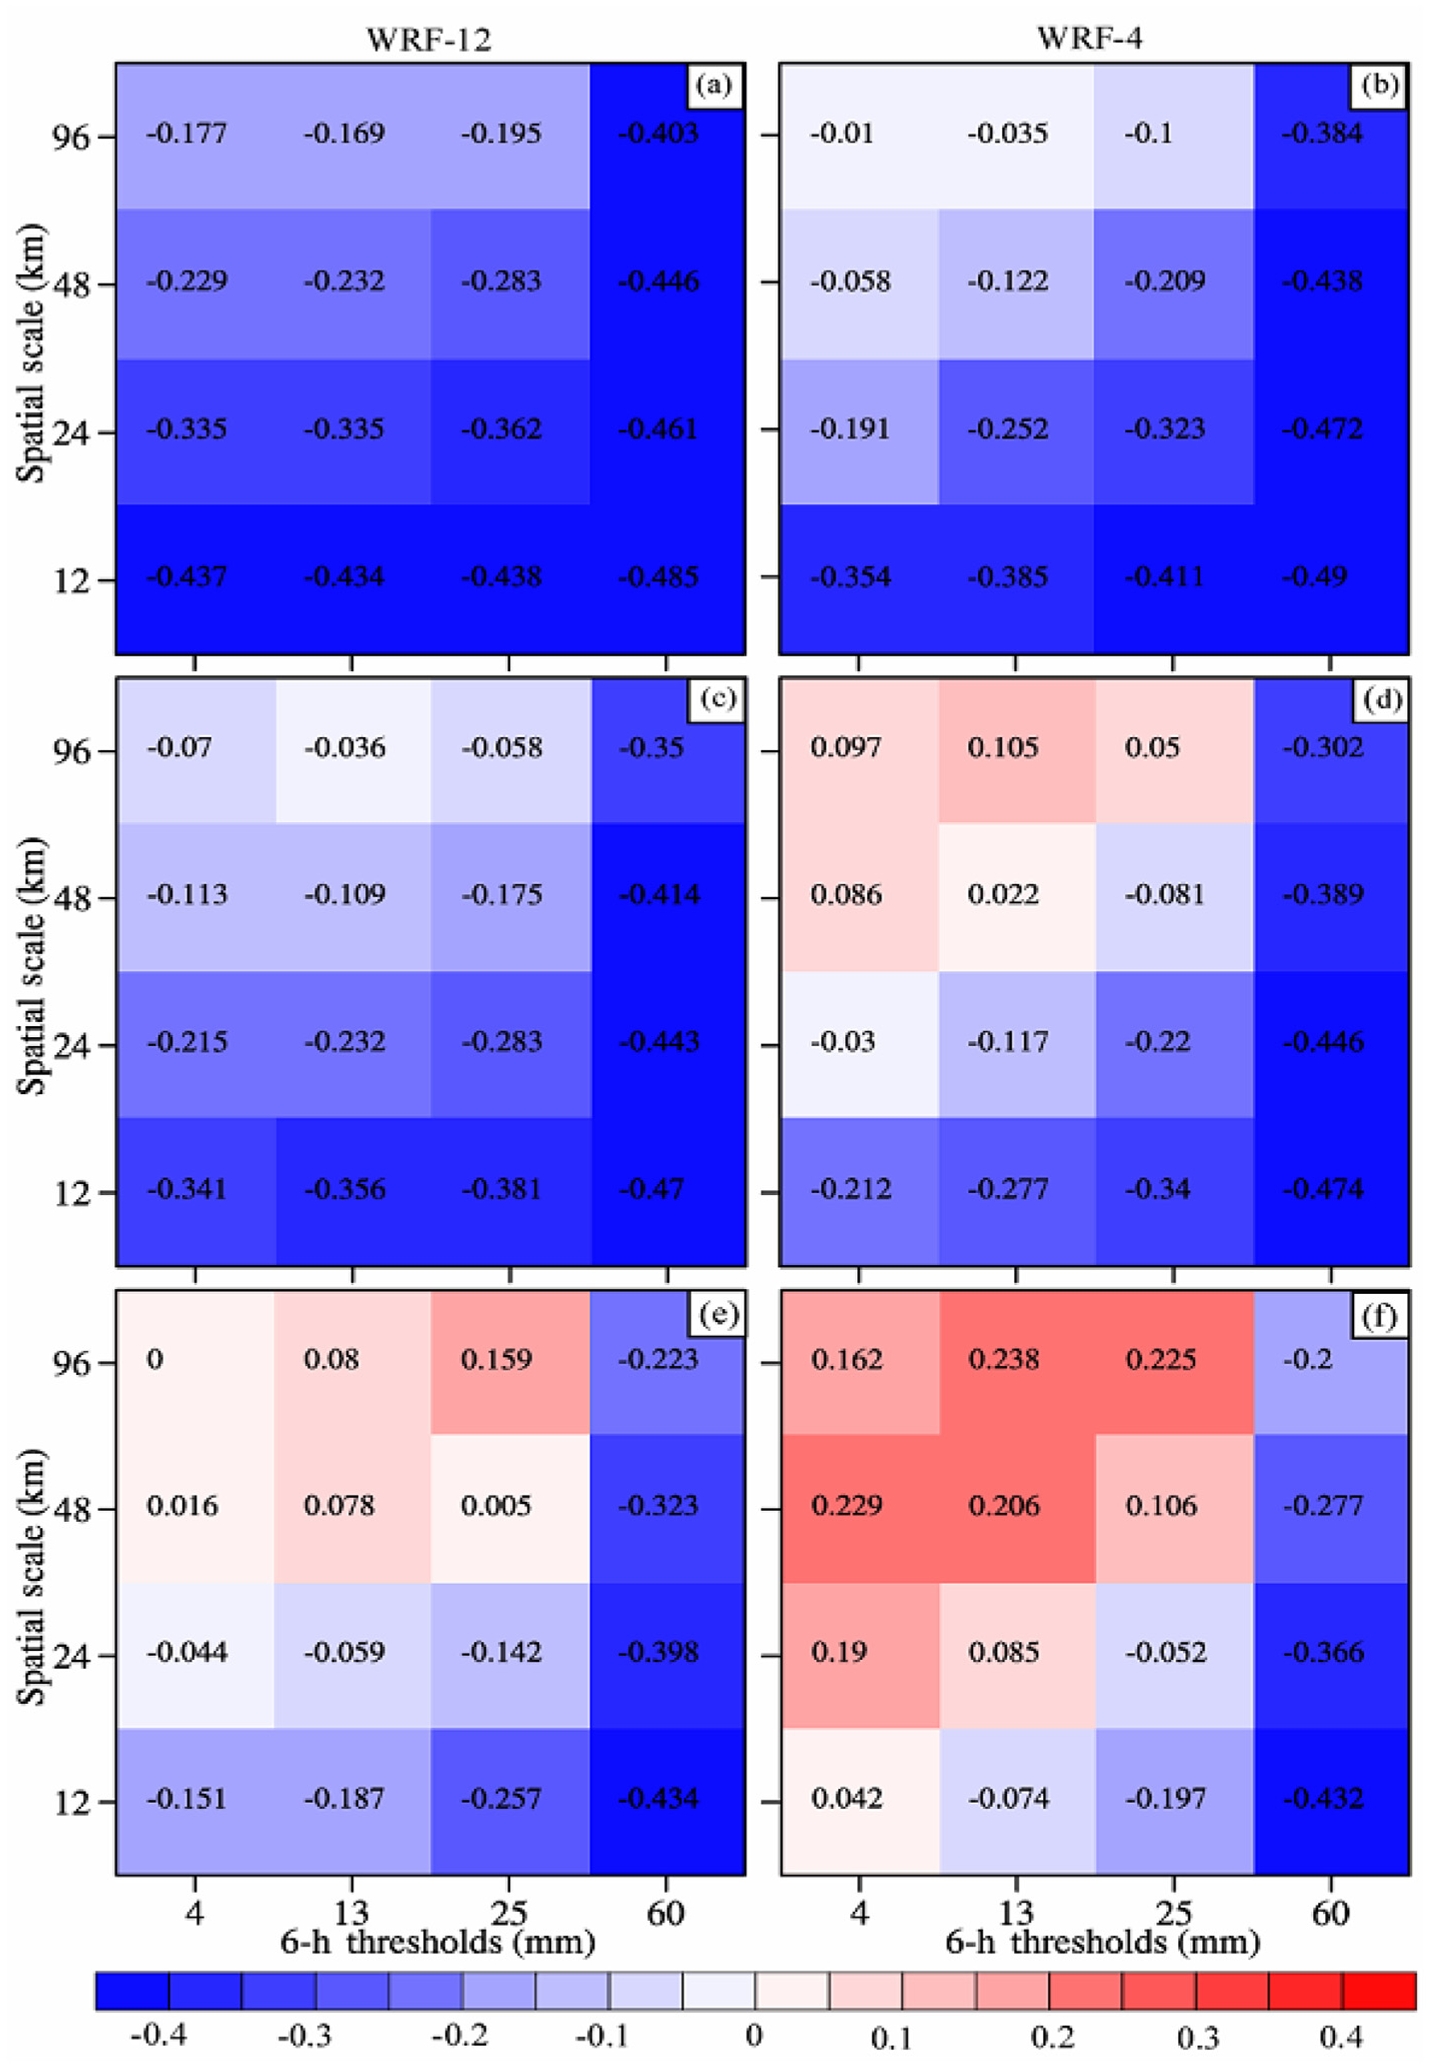 WRF-12 WRF-4
(a) (b)
96 -0.177 -0.169 -0.195 -0.403 -0.01 -0.035 -0.1 -0.384
48 -0.229 -0.232 -0.283 -0.446 -0.058 -0.122 -0.209 -0.438
24 -0.335 -0.335 -0.362 -0.461 -0.191 -0.252 -0.323 -0.472
12 -0.437 -0.434 -0.438 -0.485 -0.354 -0.385 -0.411 -0.49
Spatial scale (km)
(c) (d)
96 -0.07 -0.036 -0.058 -0.35 0.097 0.105 0.05 -0.302
48 -0.113 -0.109 -0.175 -0.414 0.086 0.022 -0.081 -0.389
24 -0.215 -0.232 -0.283 -0.443 -0.03 -0.117 -0.22 -0.446
12 -0.341 -0.356 -0.381 -0.47 -0.212 -0.277 -0.34 -0.474
Spatial scale (km)
(e) (f)
96 0 0.08 0.159 -0.223 0.162 0.238 0.225 -0.2
48 0.016 0.078 0.005 -0.323 0.229 0.206 0.106 -0.277
24 -0.044 -0.059 -0.142 -0.398 0.19 0.085 -0.052 -0.366
12 -0.151 -0.187 -0.257 -0.434 0.042 -0.074 -0.197 -0.432
Spatial scale (km)
4 13 25 60 4 13 25 60
6-h thresholds (mm) 6-h thresholds (mm)
-0.4 -0.3 -0.2 -0.1 0 0.1 0.2 0.3 0.4